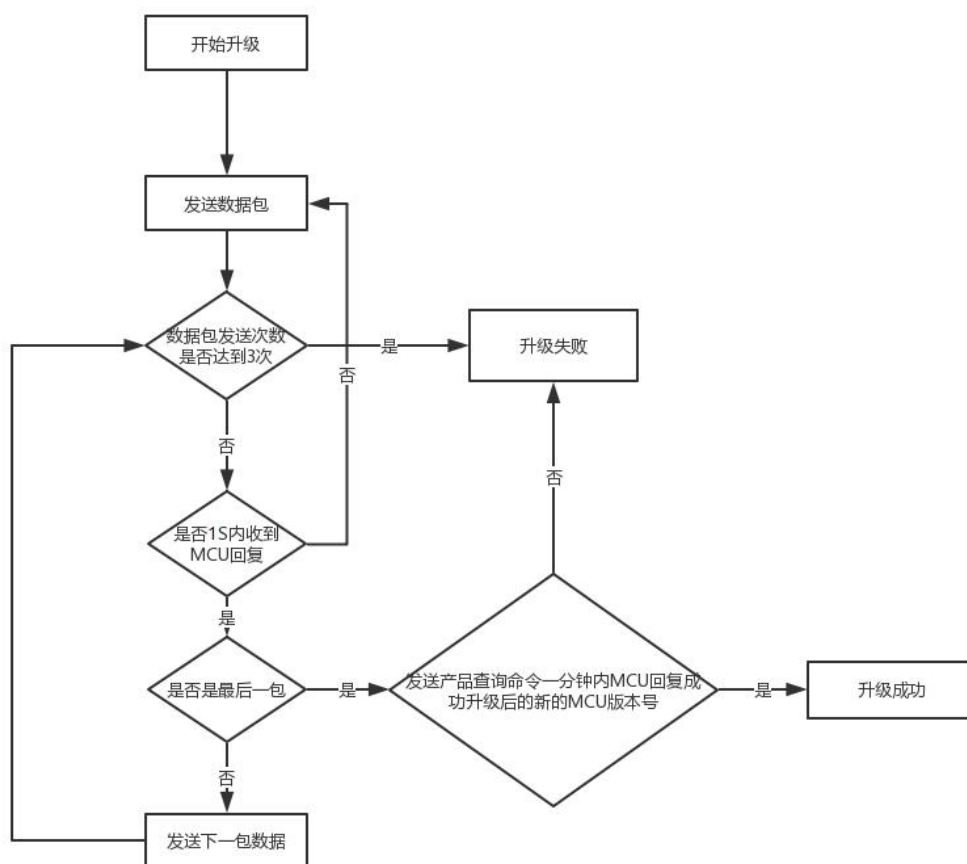 开始升级
发送数据包
数据包发送次数
是否达到3次
是
升级失败
否
否
否
是否1S内收到
MCU回复
是
是否是最后一包
是
发送产品查询命令一分钟内MCU回复成
功升级后的新的MCU版本号
是
升级成功
否
发送下一包数据